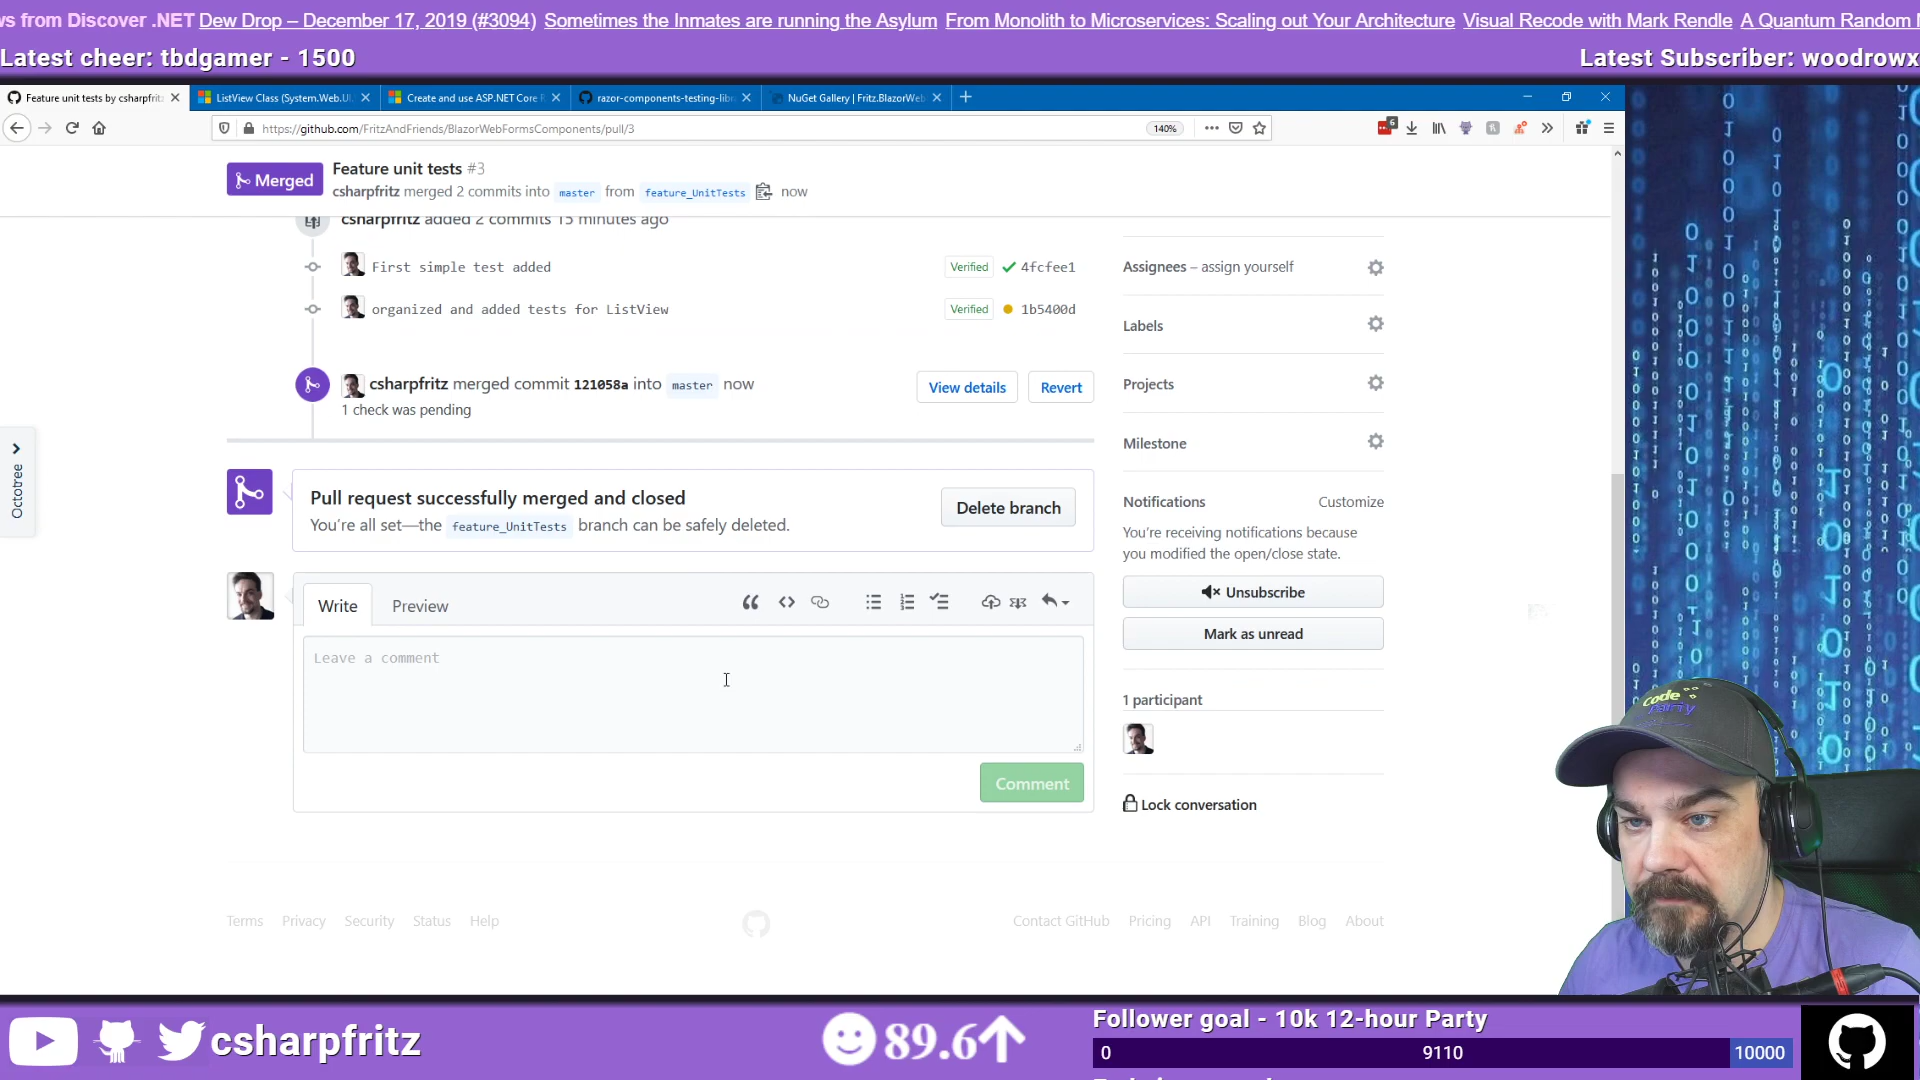 ws from Discover .NET Dew Drop – December 17, 2019 (#3094) Sometimes the Inmates are running the Asylum From Monolith to Microservices: Scaling out Your Architecture Visual Recode with Mark Rendle A Quantum Random
Latest cheer: tbdgamer - 1500
Latest Subscriber: woodrowx
Feature unit tests by csharpfritz
ListView Class (System.Web.UI
Create and use ASP.NET Core
razor-components-testing-lib
NuGet Gallery | Fritz.BlazorWeb
https://github.com/FritzAndFriends/BlazorWebFormsComponents/pull/3
140%
6
Merged
Feature unit tests #3
csharpfritz merged 2 commits into master from feature_UnitTests now
csharpfritz added 2 commits 15 minutes ago
First simple test added
Verified 4fcfee1
organized and added tests for ListView
Verified 1b5400d
csharpfritz merged commit 121058a into master now
1 check was pending
View details
Revert
Pull request successfully merged and closed
You're all set—the feature_UnitTests branch can be safely deleted.
Delete branch
Write
Preview
Leave a comment
Comment
Assignees – assign yourself
Labels
Projects
Milestone
Notifications
Customize
You're receiving notifications because
you modified the open/close state.
Unsubscribe
Mark as unread
1 participant
Lock conversation
Octotree
Terms
Privacy
Security
Status
Help
Contact GitHub
Pricing
API
Training
Blog
About
Code
Party
csharpfritz
89.6
Follower goal - 10k 12-hour Party
0
9110
10000